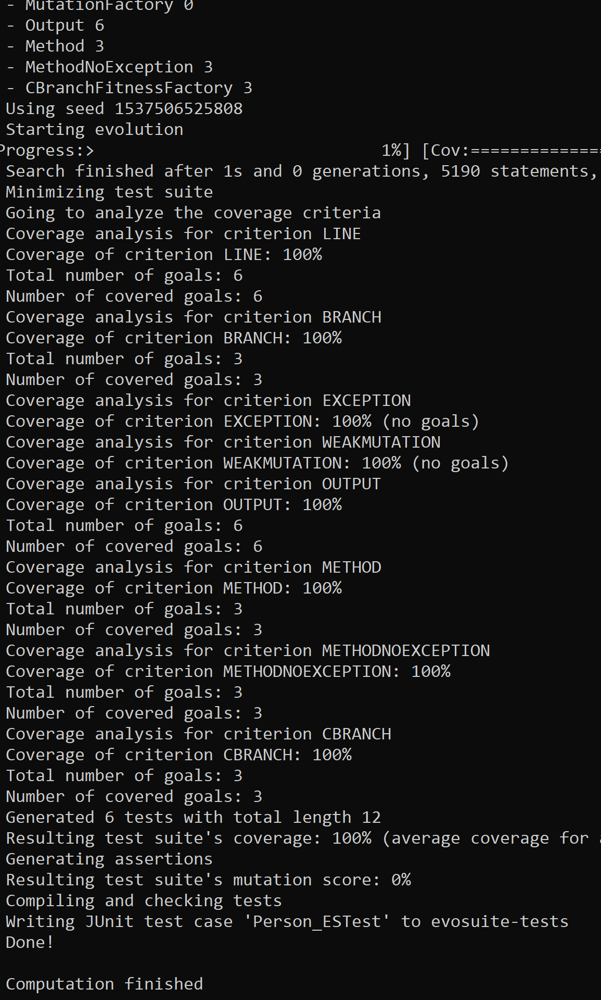 - MutationFactory 0
- Output 6
- Method 3
- MethodNoException 3
- CBranchFitnessFactory 3
Using seed 1537506525808
Starting evolution
Progress:>                             1%] [Cov:==============
Search finished after 1s and 0 generations, 5190 statements,
Minimizing test suite
Going to analyze the coverage criteria
Coverage analysis for criterion LINE
Coverage of criterion LINE: 100%
Total number of goals: 6
Number of covered goals: 6
Coverage analysis for criterion BRANCH
Coverage of criterion BRANCH: 100%
Total number of goals: 3
Number of covered goals: 3
Coverage analysis for criterion EXCEPTION
Coverage of criterion EXCEPTION: 100% (no goals)
Coverage analysis for criterion WEAKMUTATION
Coverage of criterion WEAKMUTATION: 100% (no goals)
Coverage analysis for criterion OUTPUT
Coverage of criterion OUTPUT: 100%
Total number of goals: 6
Number of covered goals: 6
Coverage analysis for criterion METHOD
Coverage of criterion METHOD: 100%
Total number of goals: 3
Number of covered goals: 3
Coverage analysis for criterion METHODNOEXCEPTION
Coverage of criterion METHODNOEXCEPTION: 100%
Total number of goals: 3
Number of covered goals: 3
Coverage analysis for criterion CBRANCH
Coverage of criterion CBRANCH: 100%
Total number of goals: 3
Number of covered goals: 3
Generated 6 tests with total length 12
Resulting test suite's coverage: 100% (average coverage for
Generating assertions
Resulting test suite's mutation score: 0%
Compiling and checking tests
Writing JUnit test case 'Person_ESTest' to evosuite-tests
Done!
Computation finished